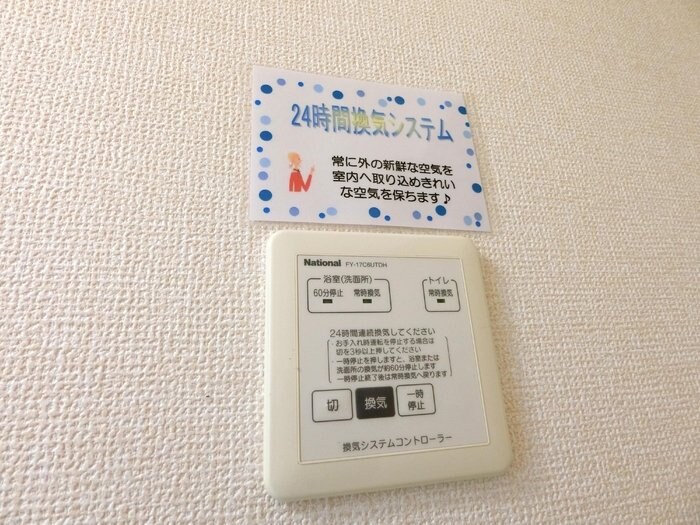 24時間換気システム
常に外の新鮮な空気を
室内へ取り込めきれい
な空気を保ちます♪
National FY-17C6UTDH
浴室(洗面所) トイレ
60分停止 常時換気 常時換気
24時間連続換気してください
お手入れ時運転を停止する場合は
切を3秒以上押してください
一時停止を押しますと、浴室または
洗面所の換気が約60分停止します
一時停止終了後は常時換気へ戻ります
切 換気 一時
停止
換気システムコントローラー